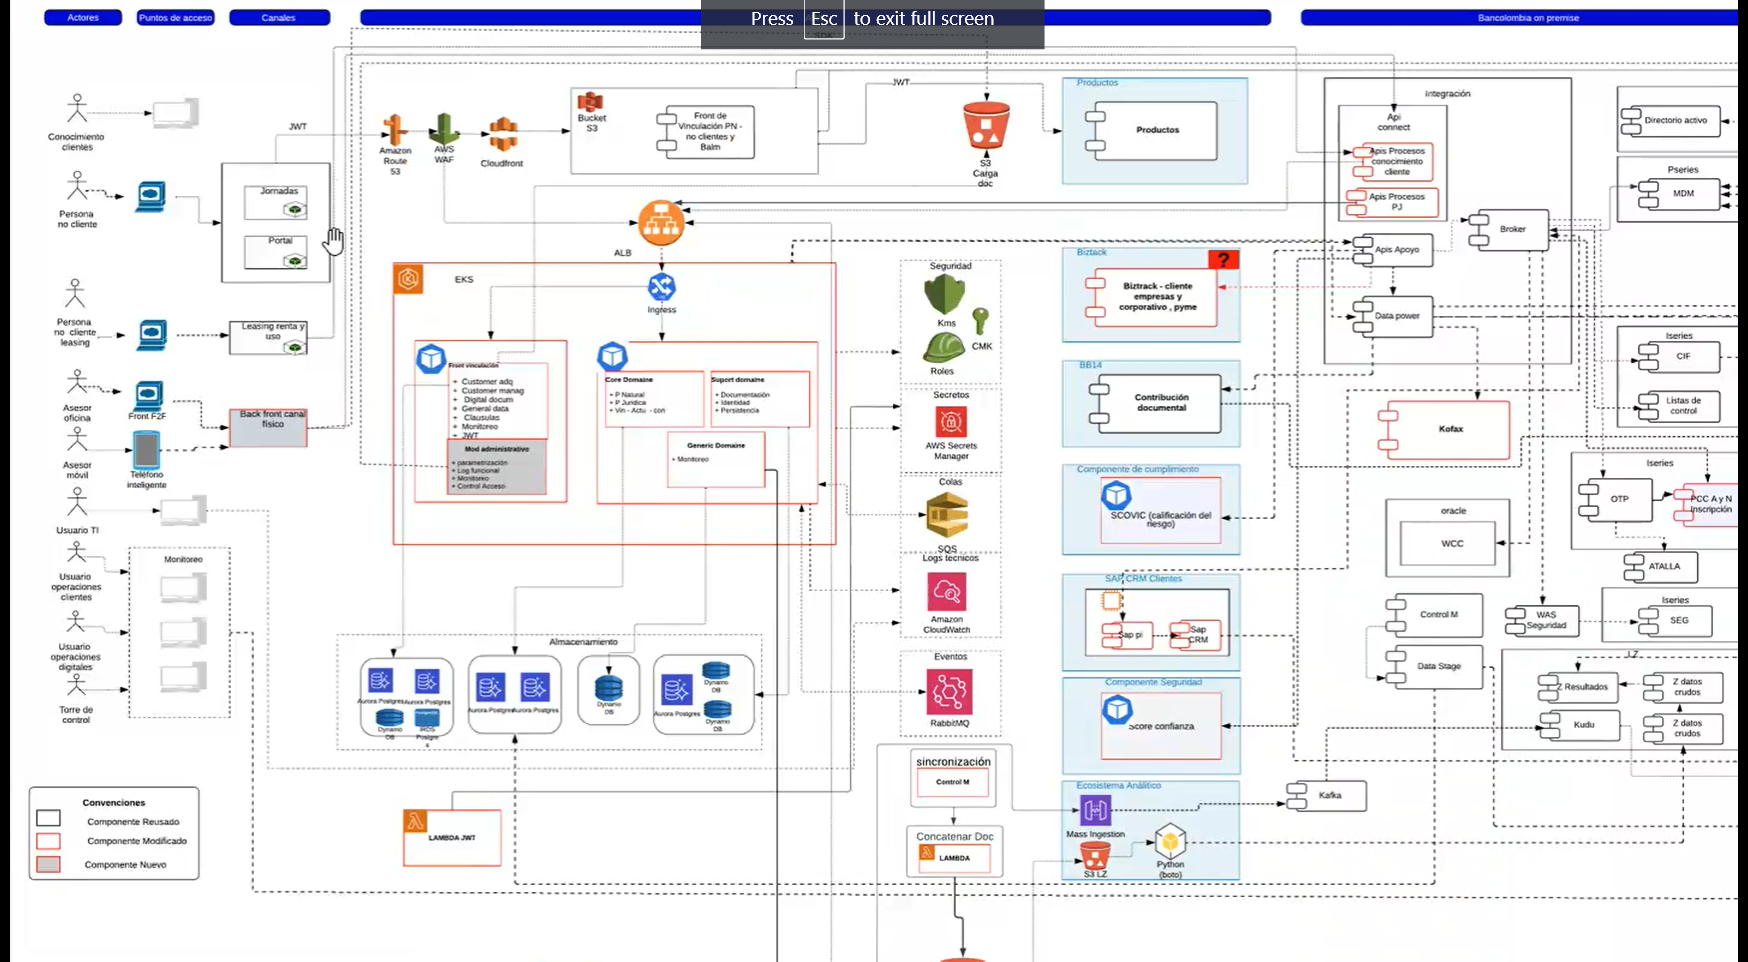 Actores
Puntos de acceso
Canales
Press Esc to exit full screen
SDK
Bancolombia on premise
Conocimiento
clientes
Persona
no cliente
Persona
no cliente
leasing
Asesor
oficina
Asesor
móvil
Usuario TI
Usuario
operaciones
clientes
Usuario
operaciones
digitales
Torre de
control
Front F2F
Teléfono
inteligente
Monitoreo
JWT
Jornadas
Portal
Leasing renta y
uso
Back front canal
físico
Convenciones
Componente Reusado
Componente Modificado
Componente Nuevo
Amazon
Route
53
AWS
WAF
Cloudfront
Bucket
S3
Front de
Vinculación PN -
no clientes y
Balm
JWT
S3
Carga
doc
ALB
EKS
Ingress
Front vinculación
+ Customer adq
+ Customer manag
+ Digital docum
+ General data
+ Clausulas
+ Monitoreo
+ JWT
Mod administrativo
+ parametrización
+ Log funcional
+ Monitoreo
+ Control Acceso
Core Domaine
+ P Natural
+ P Juridica
+ Vin - Actu - con
Suport domaine
+ Documentación
+ Identidad
+ Persistencia
Generic Domaine
+ Monitoreo
Almacenamiento
Aurora Postgres
Aurora Postgres
Dynamo
DB
RDS
Postgre
s
Aurora Postgres
Aurora Postgres
Dynamo
DB
Aurora Postgres
Dynamo
DB
Dynamo
DB
LAMBDA JWT
Seguridad
Kms
CMK
Roles
Secretos
AWS Secrets
Manager
Colas
SQS
Logs tecnicos
Amazon
CloudWatch
Eventos
RabbitMQ
sincronización
Control M
Concatenar Doc
LAMBDA
Productos
Productos
Biztack
?
Biztrack - cliente
empresas y
corporativo , pyme
BB14
Contribución
documental
Componente de cumplimiento
SCOVIC (calificación del
riesgo)
SAP CRM Clientes
Sap pi
Sap
CRM
Componente Seguridad
Score confianza
Ecosistema Análitico
Mass Ingestion
S3 LZ
Python
(boto)
Integración
Api
connect
Apis Procesos
conocimiento
cliente
Apis Procesos
PJ
Apis Apoyo
Data power
Broker
Kofax
oracle
WCC
Control M
Data Stage
WAS
Seguridad
Kafka
Directorio activo
Pseries
MDM
Iseries
CIF
Listas de
control
Iseries
OTP
PCC A y N
Inscripción
ATALLA
Iseries
SEG
LZ
Z Resultados
Z datos
crudos
Kudu
Z datos
crudos